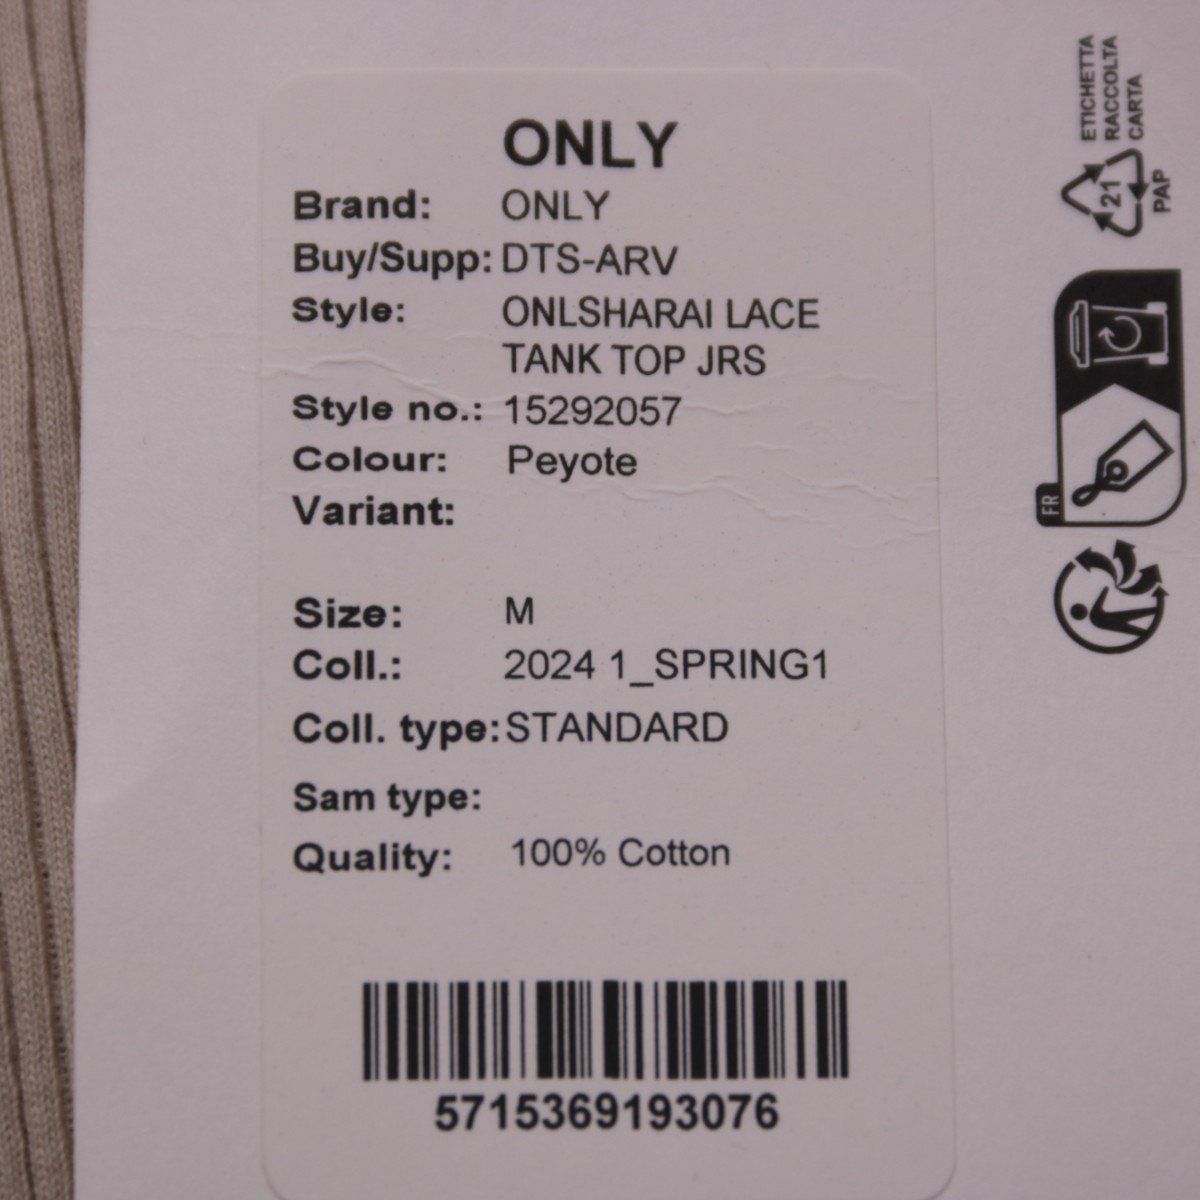 ONLY
Brand: ONLY
Buy/Supp: DTS-ARV
Style: ONLSHARAI LACE
TANK TOP JRS
Style no.: 15292057
Colour: Peyote
Variant:
Size: M
Coll.: 2024 1_SPRING1
Coll. type: STANDARD
Sam type:
Quality: 100% Cotton
5715369193076
ETICHETTA
RACCOLTA
CARTA
21
PAP
FR